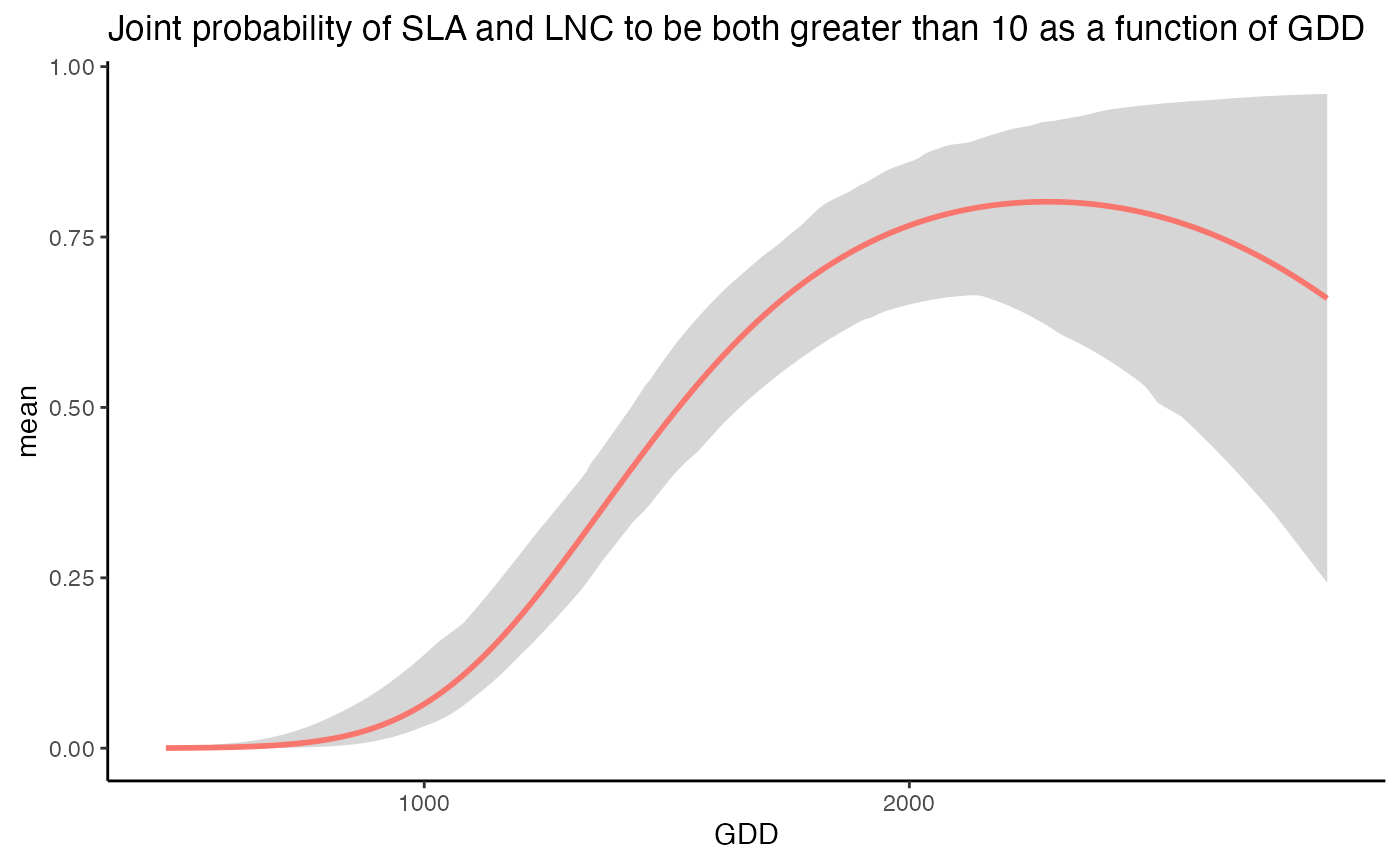 Joint probability of SLA and LNC to be both greater than 10 as a function of GDD
1.00
0.75
0.50
0.25
0.00
mean
1000
2000
GDD